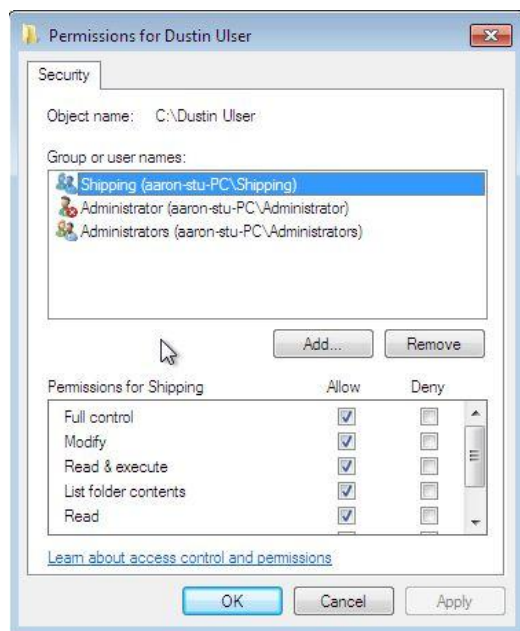 Permissions for Dustin Ulser
Security
Object name: C:\Dustin Ulser
Group or user names:
Shipping (aaron-stu-PC\Shipping)
Administrator (aaron-stu-PC\Administrator)
Administrators (aaron-stu-PC\Administrators)
Add... Remove
Permissions for Shipping Allow Deny
Full control
Modify
Read & execute
List folder contents
Read
Learn about access control and permissions
OK Cancel Apply